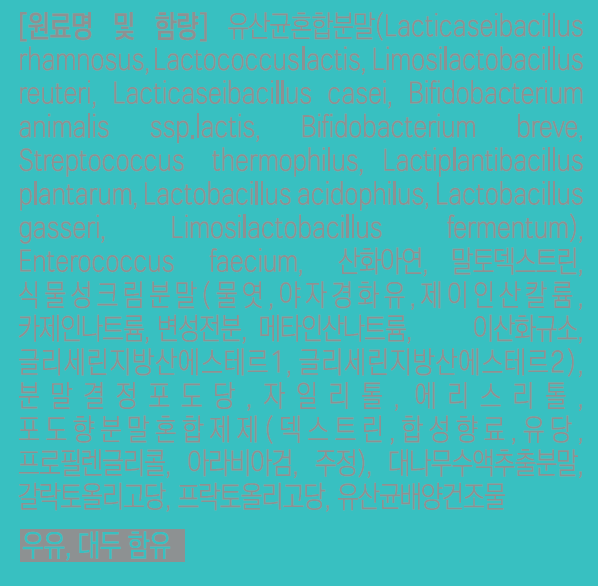 [원료명 및 함량] 유산균혼합분말(Lacticaseibacillus
rhamnosus, Lactococcus lactis, Limosilactobacillus
reuteri, Lacticaseibacillus casei, Bifidobacterium
animalis ssp.lactis, Bifidobacterium breve,
Streptococcus thermophilus, Lactiplantibacillus
plantarum, Lactobacillus acidophilus, Lactobacillus
gasseri, Limosilactobacillus fermentum),
Enterococcus faecium, 산화아연, 말토덱스트린,
식물성크림분말(물엿,야자경화유,제이인산칼륨,
카제인나트륨, 변성전분, 메타인산나트륨, 이산화규소,
글리세린지방산에스테르1, 글리세린지방산에스테르2),
분말결정포도당, 자일리톨, 에리스리톨,
포도향분말혼합제제(덱스트린,합성향료,유당,
프로필렌글리콜, 아라비아검, 주정), 대나무수액추출분말,
갈락토올리고당, 프락토올리고당, 유산균배양건조물
우유, 대두 함유